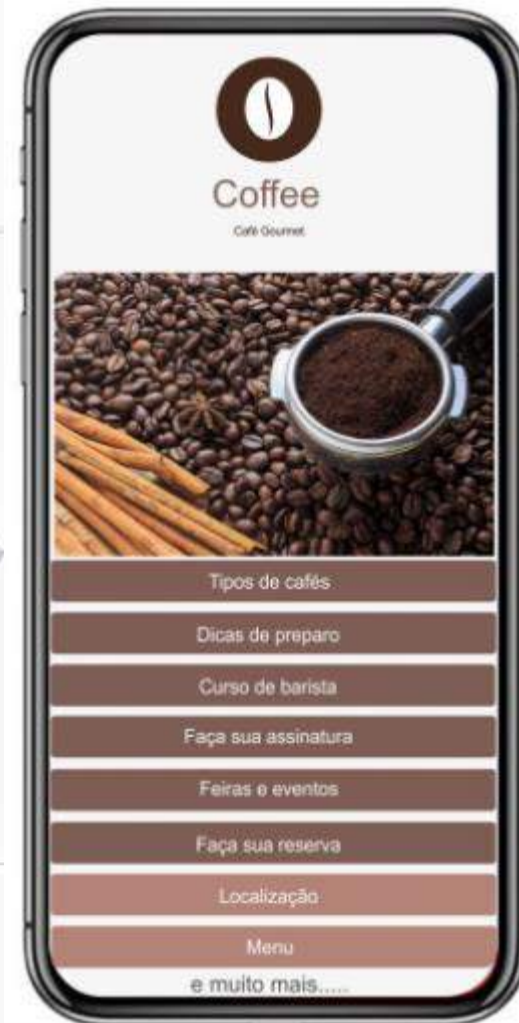 Coffee
Café Gourmet
Tipos de cafés
Dicas de preparo
Curso de barista
Faça sua assinatura
Feiras e eventos
Faça sua reserva
Localização
Menu
e muito mais.....